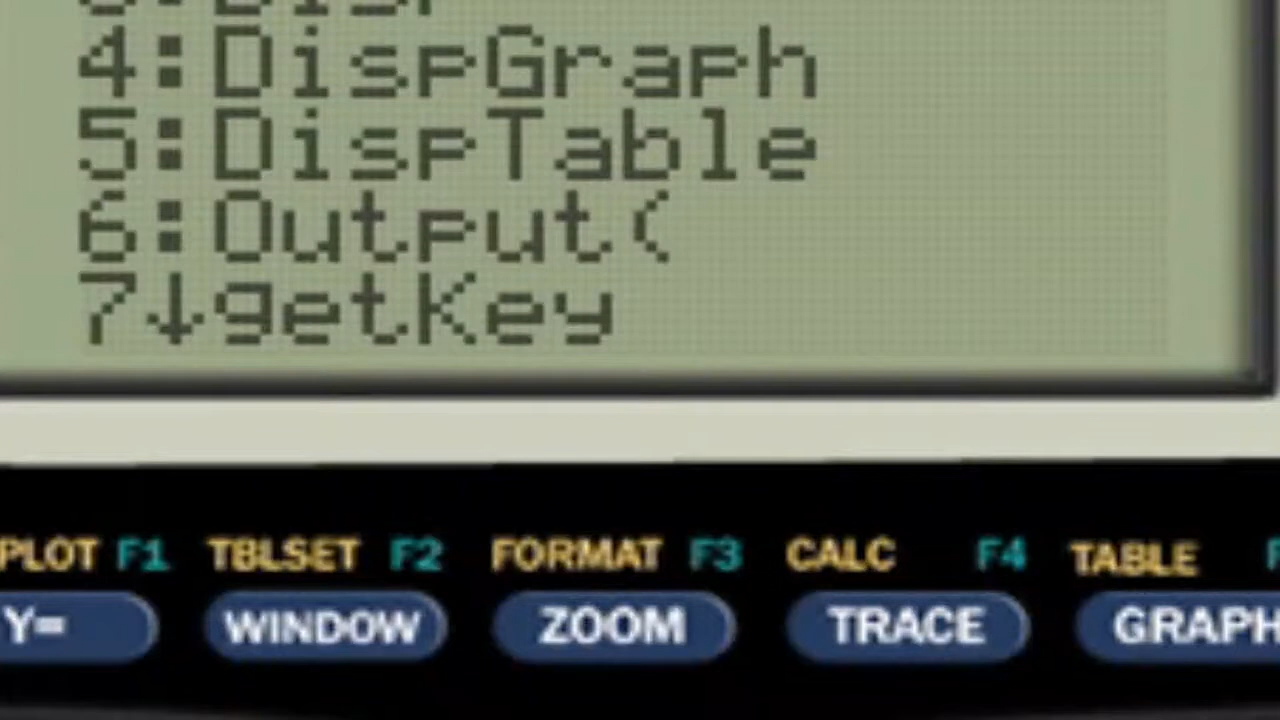 4:DispGraph
5:DispTable
6:Output(
7↓getKey
PLOT F1 TBLSET F2 FORMAT F3 CALC F4 TABLE
Y= WINDOW ZOOM TRACE GRAPH